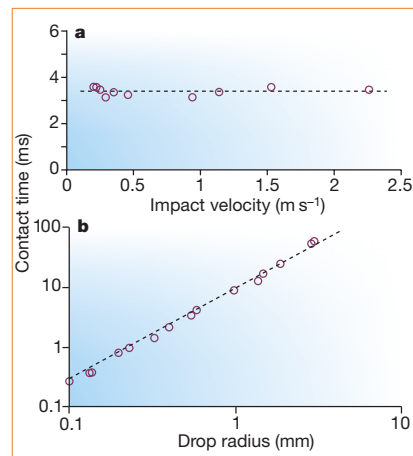 a
6
4
2
0
0 0.5 1 1.5 2 2.5
Impact velocity (m s⁻¹)
Contact time (ms)
b
100
10
1
0.1
0.1 1 10
Drop radius (mm)